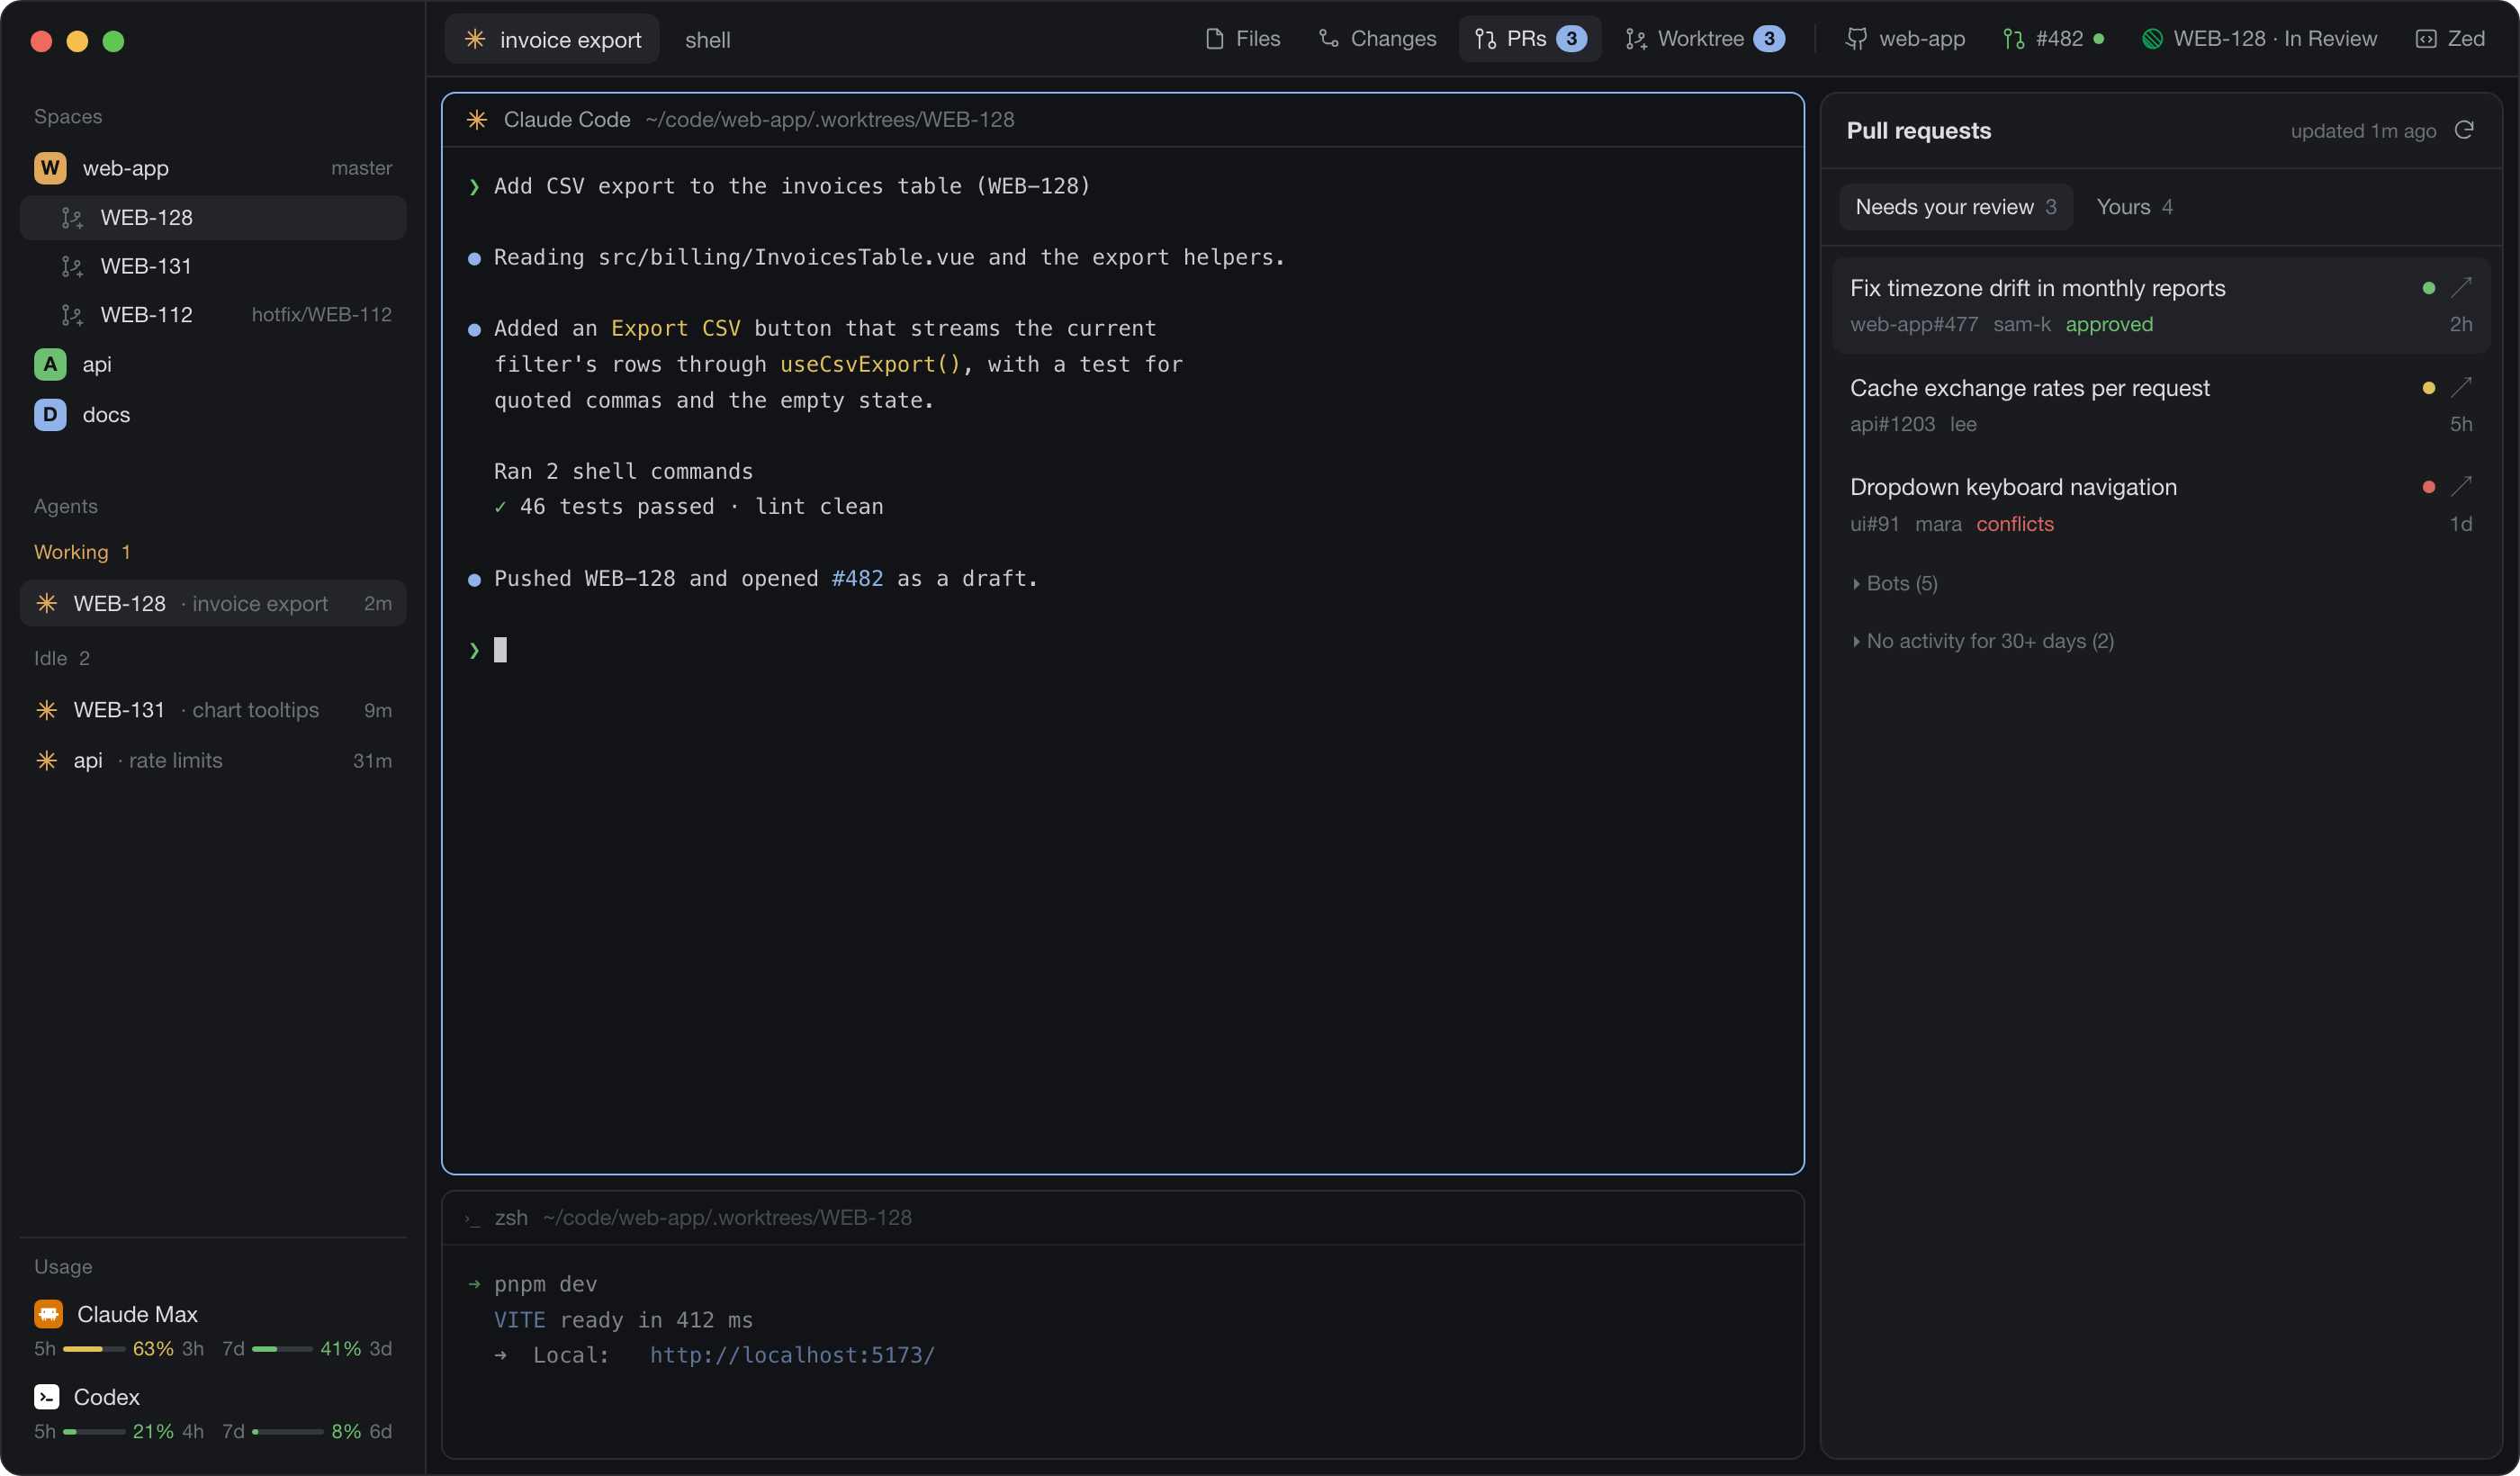 invoice export shell Files Changes PRs 3 Worktree 3 web-app #482 WEB-128 · In Review Zed
Spaces
W web-app master
WEB-128
WEB-131
WEB-112 hotfix/WEB-112
A api
D docs
Agents
Working 1
WEB-128 · invoice export 2m
Idle 2
WEB-131 · chart tooltips 9m
api · rate limits 31m
Usage
Claude Max
5h 63% 3h 7d 41% 3d
Codex
5h 21% 4h 7d 8% 6d
Claude Code ~/code/web-app/.worktrees/WEB-128
❯ Add CSV export to the invoices table (WEB-128)
● Reading src/billing/InvoicesTable.vue and the export helpers.
● Added an Export CSV button that streams the current
filter's rows through useCsvExport(), with a test for
quoted commas and the empty state.
Ran 2 shell commands
✓ 46 tests passed · lint clean
● Pushed WEB-128 and opened #482 as a draft.
❯
›_ zsh ~/code/web-app/.worktrees/WEB-128
➜ pnpm dev
VITE ready in 412 ms
➜ Local: http://localhost:5173/
Pull requests updated 1m ago
Needs your review 3 Yours 4
Fix timezone drift in monthly reports
web-app#477 sam-k approved 2h
Cache exchange rates per request
api#1203 lee 5h
Dropdown keyboard navigation
ui#91 mara conflicts 1d
Bots (5)
No activity for 30+ days (2)